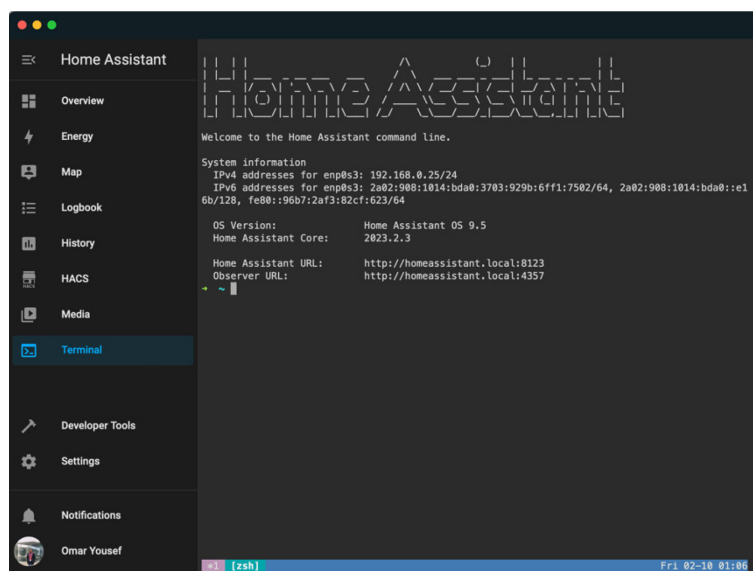 Home Assistant
Overview
Energy
Map
Logbook
History
HACS
HACS
Media
Terminal
Developer Tools
Settings
Notifications
Omar Yousef
Home Assistant
Welcome to the Home Assistant command line.
System information
IPv4 addresses for enp0s3: 192.168.0.25/24
IPv6 addresses for enp0s3: 2a02:908:1014:bda0:3703:929b:6ff1:7502/64, 2a02:908:1014:bda0::e1
6b/128, fe80::96b7:2af3:82cf:623/64
OS Version: Home Assistant OS 9.5
Home Assistant Core: 2023.2.3
Home Assistant URL: http://homeassistant.local:8123
Observer URL: http://homeassistant.local:4357
➜ ~
*1 [zsh] Fri 02-10 01:06